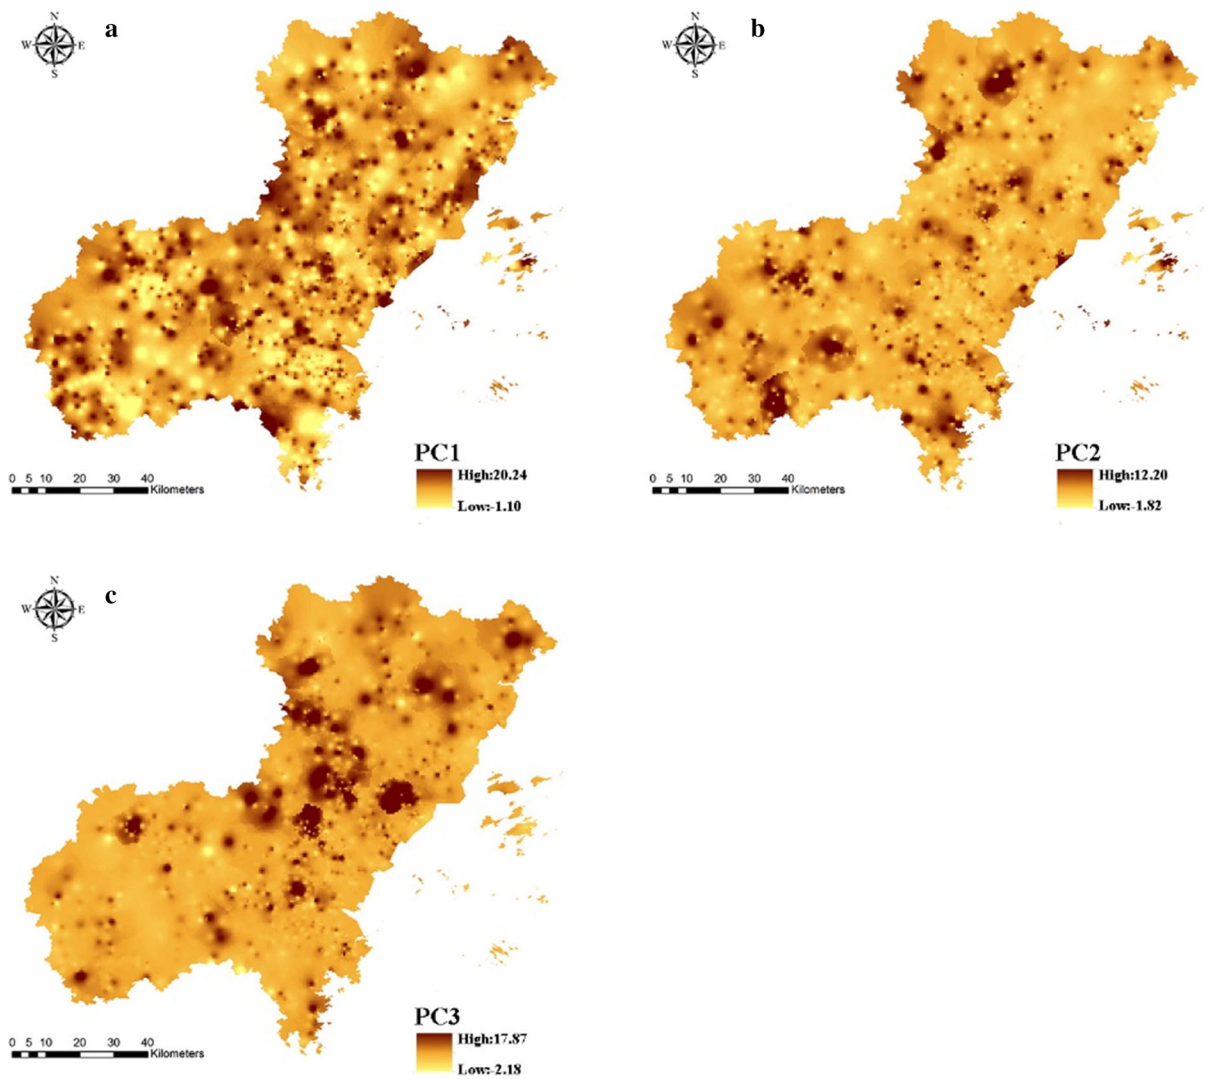 a
N
W E
S
PC1
High:20.24
Low:-1.10
0 5 10 20 30 40
Kilometers
b
N
W E
S
PC2
High:12.20
Low:-1.82
0 5 10 20 30 40
Kilometers
c
N
W E
S
PC3
High:17.87
Low:-2.18
0 5 10 20 30 40
Kilometers